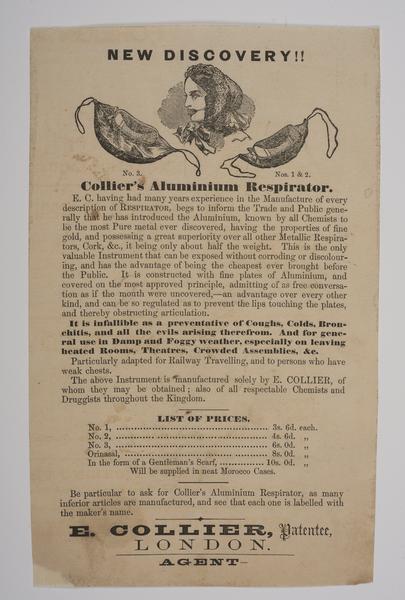 NEW DISCOVERY!!
No. 3.
Nos. 1 & 2.
Collier's Aluminium Respirator.
E. C. having had many years experience in the Manufacture of every
description of RESPIRATOR, begs to inform the Trade and Public gene-
rally that he has introduced the Aluminium, known by all Chemists to
be the most Pure metal ever discovered, having the properties of fine
gold, and possessing a great superiority over all other Metallic Respira-
tors, Cork, &c., it being only about half the weight. This is the only
valuable Instrument that can be exposed without corroding or discolour-
ing, and has the advantage of being the cheapest ever brought before
the Public. It is constructed with fine plates of Aluminium, and
covered on the most approved principle, admitting of as free conversa-
tion as if the mouth were uncovered,—an advantage over every other
kind, and can be so regulated as to prevent the lips touching the plates,
and thereby obstructing articulation.
It is infallible as a preventative of Coughs, Colds, Bron-
chitis, and all the evils arising therefrom. And for gene-
ral use in Damp and Foggy weather, especially on leaving
heated Rooms, Theatres, Crowded Assemblies, &c.
Particularly adapted for Railway Travelling, and to persons who have
weak chests.
The above Instrument is manufactured solely by E. COLLIER, of
whom they may be obtained; also of all respectable Chemists and
Druggists throughout the Kingdom.
LIST OF PRICES.
No. 1, ........................................ 3s. 6d. each.
No. 2, ........................................ 4s. 6d. „
No. 3, ........................................ 6s. 0d. „
Orinasal, ........................................ 8s. 0d. „
In the form of a Gentleman's Scarf, ............... 10s. 0d. „
Will be supplied in neat Morocco Cases.
Be particular to ask for Collier's Aluminium Respirator, as many
inferior articles are manufactured, and see that each one is labelled with
the maker's name.
E. COLLIER, Patentee,
LONDON.
AGENT—